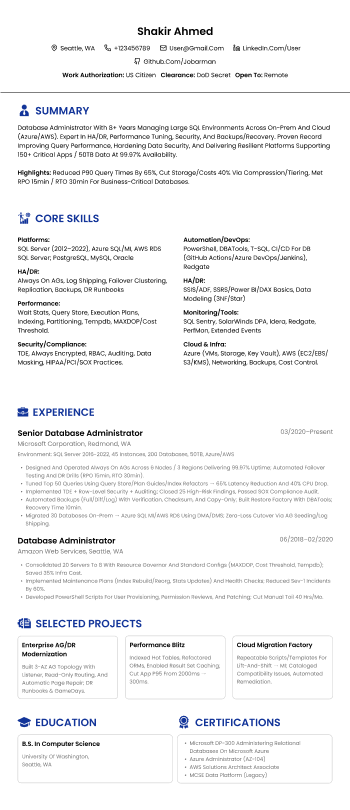 Shakir Ahmed
Seattle, WA +123456789 User@Gmail.Com LinkedIn.Com/User
Github.Com/Jobarman
Work Authorization: US Citizen Clearance: DoD Secret Open To: Remote
SUMMARY
Database Administrator With 8+ Years Managing Large SQL Environments Across On-Prem And Cloud
(Azure/AWS). Expert In HA/DR, Performance Tuning, Security, And Backups/Recovery. Proven Record
Improving Query Performance, Hardening Data Security, And Delivering Resilient Platforms Supporting
150+ Critical Apps / 50TB Data At 99.97% Availability.
Highlights: Reduced P90 Query Times By 65%, Cut Storage/Costs 40% Via Compression/Tiering, Met
RPO 15min / RTO 30min For Business-Critical Databases.
CORE SKILLS
Platforms:
SQL Server (2012–2022), Azure SQL/MI, AWS RDS
SQL Server; PostgreSQL, MySQL, Oracle
HA/DR:
Always On AGs, Log Shipping, Failover Clustering,
Replication, Backups, DR Runbooks
Performance:
Wait Stats, Query Store, Execution Plans,
Indexing, Partitioning, Tempdb, MAXDOP/Cost
Threshold.
Security/Compliance:
TDE, Always Encrypted, RBAC, Auditing, Data
Masking, HIPAA/PCI/SOX Practices.
Automation/DevOps:
PowerShell, DBATools, T-SQL, CI/CD For DB
(GitHub Actions/Azure DevOps/Jenkins),
Redgate
HA/DR:
SSIS/ADF, SSRS/Power BI/DAX Basics, Data
Modeling (3NF/Star)
Monitoring/Tools:
SQL Sentry, SolarWinds DPA, Idera, Redgate,
PerfMon, Extended Events
Cloud & Infra:
Azure (VMs, Storage, Key Vault), AWS (EC2/EBS/
S3/KMS), Networking, Backups, Cost Control.
EXPERIENCE
Senior Database Administrator 03/2020–Present
Microsoft Corporation, Redmond, WA
Environment: SQL Server 2016–2022, 45 Instances, 200 Databases, 50TB, Azure/AWS
• Designed And Operated Always On AGs Across 6 Nodes / 3 Regions Delivering 99.97% Uptime; Automated Failover
Testing And DR Drills (RPO 15min, RTO 30min).
• Tuned Top 50 Queries Using Query Store/Plan Guides/Index Refactors — 65% Latency Reduction And 40% CPU Drop.
• Implemented TDE + Row-Level Security + Auditing; Closed 25 High-Risk Findings, Passed SOX Compliance Audit.
• Automated Backups (Full/Diff/Log) With Verification, Checksum, And Copy-Only. Built Restore Factory With DBATools;
Recovery Time 10min.
• Migrated 30 Databases On-Prem — Azure SQL MI/AWS RDS Using DMA/DMS; Zero-Loss Cutover Via AG Seeding/Log
Shipping.
Database Administrator 06/2018–02/2020
Amazon Web Services, Seattle, WA
• Consolidated 20 Servers To 8 With Resource Governor And Standard Configs (MAXDOP, Cost Threshold, Tempdb);
Saved 35% Infra Cost.
• Implemented Maintenance Plans (Index Rebuild/Reorg, Stats Updates) And Health Checks; Reduced Sev-1 Incidents
By 60%.
• Developed PowerShell Scripts For User Provisioning, Permission Reviews, And Patching; Cut Manual Toil 40 Hrs/Mo.
SELECTED PROJECTS
Enterprise AG/DR
Modernization
Built 3-AZ AG Topology With
Listener, Read-Only Routing, And
Automatic Page Repair; DR
Runbooks & GameDays.
Performance Blitz
Indexed Hot Tables, Refactored
ORMs, Enabled Result Set Caching;
Cut App P95 From 2000ms —
300ms.
Cloud Migration Factory
Repeatable Scripts/Templates For
Lift-And-Shift — MI; Cataloged
Compatibility Issues, Automated
Remediation.
EDUCATION
B.S. In Computer Science
University Of Washington,
Seattle, WA
CERTIFICATIONS
• Microsoft DP-300 Administering Relational
Databases On Microsoft Azure
• Azure Administrator (AZ-104)
• AWS Solutions Architect Associate
• MCSE Data Platform (Legacy)